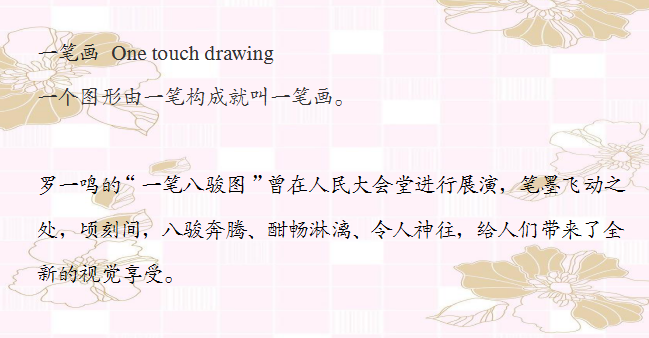 一笔画 One touch drawing
一个图形由一笔构成就叫一笔画。
罗一鸣的“一笔八骏图”曾在人民大会堂进行展演，笔墨飞动之
处，顷刻间，八骏奔腾、酣畅淋漓、令人神往，给人们带来了全
新的视觉享受。